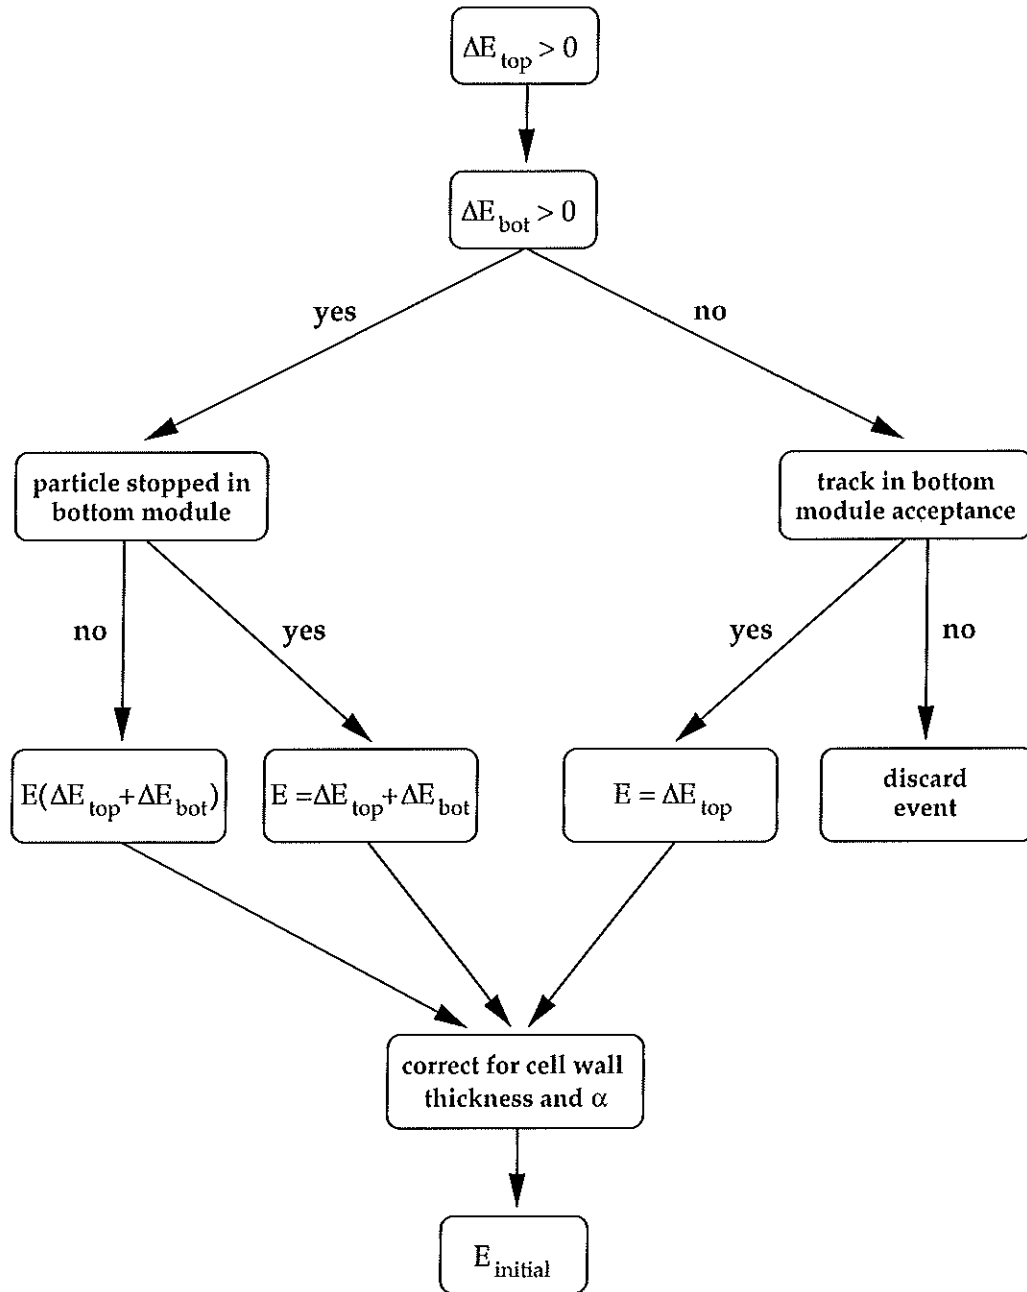 ΔE_top > 0
ΔE_bot > 0
yes
no
particle stopped in
bottom module
track in bottom
module acceptance
no
yes
yes
no
E(ΔE_top+ΔE_bot)
E =ΔE_top+ΔE_bot
E = ΔE_top
discard
event
correct for cell wall
thickness and α
E_initial